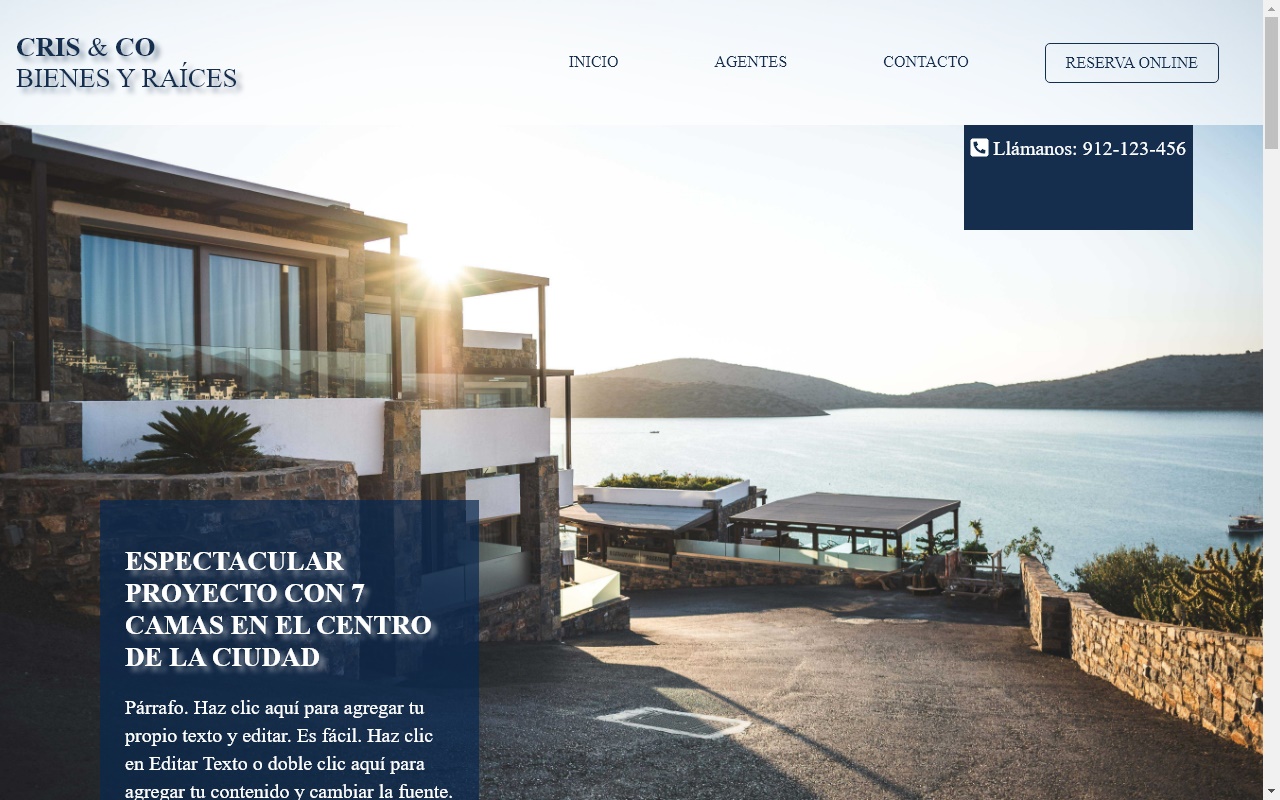 CRIS & CO
BIENES Y RAÍCES
INICIO
AGENTES
CONTACTO
RESERVA ONLINE
Llámanos: 912-123-456
ESPECTACULAR
PROYECTO CON 7
CAMAS EN EL CENTRO
DE LA CIUDAD
Párrafo. Haz clic aquí para agregar tu
propio texto y editar. Es fácil. Haz clic
en Editar Texto o doble clic aquí para
agregar tu contenido y cambiar la fuente.